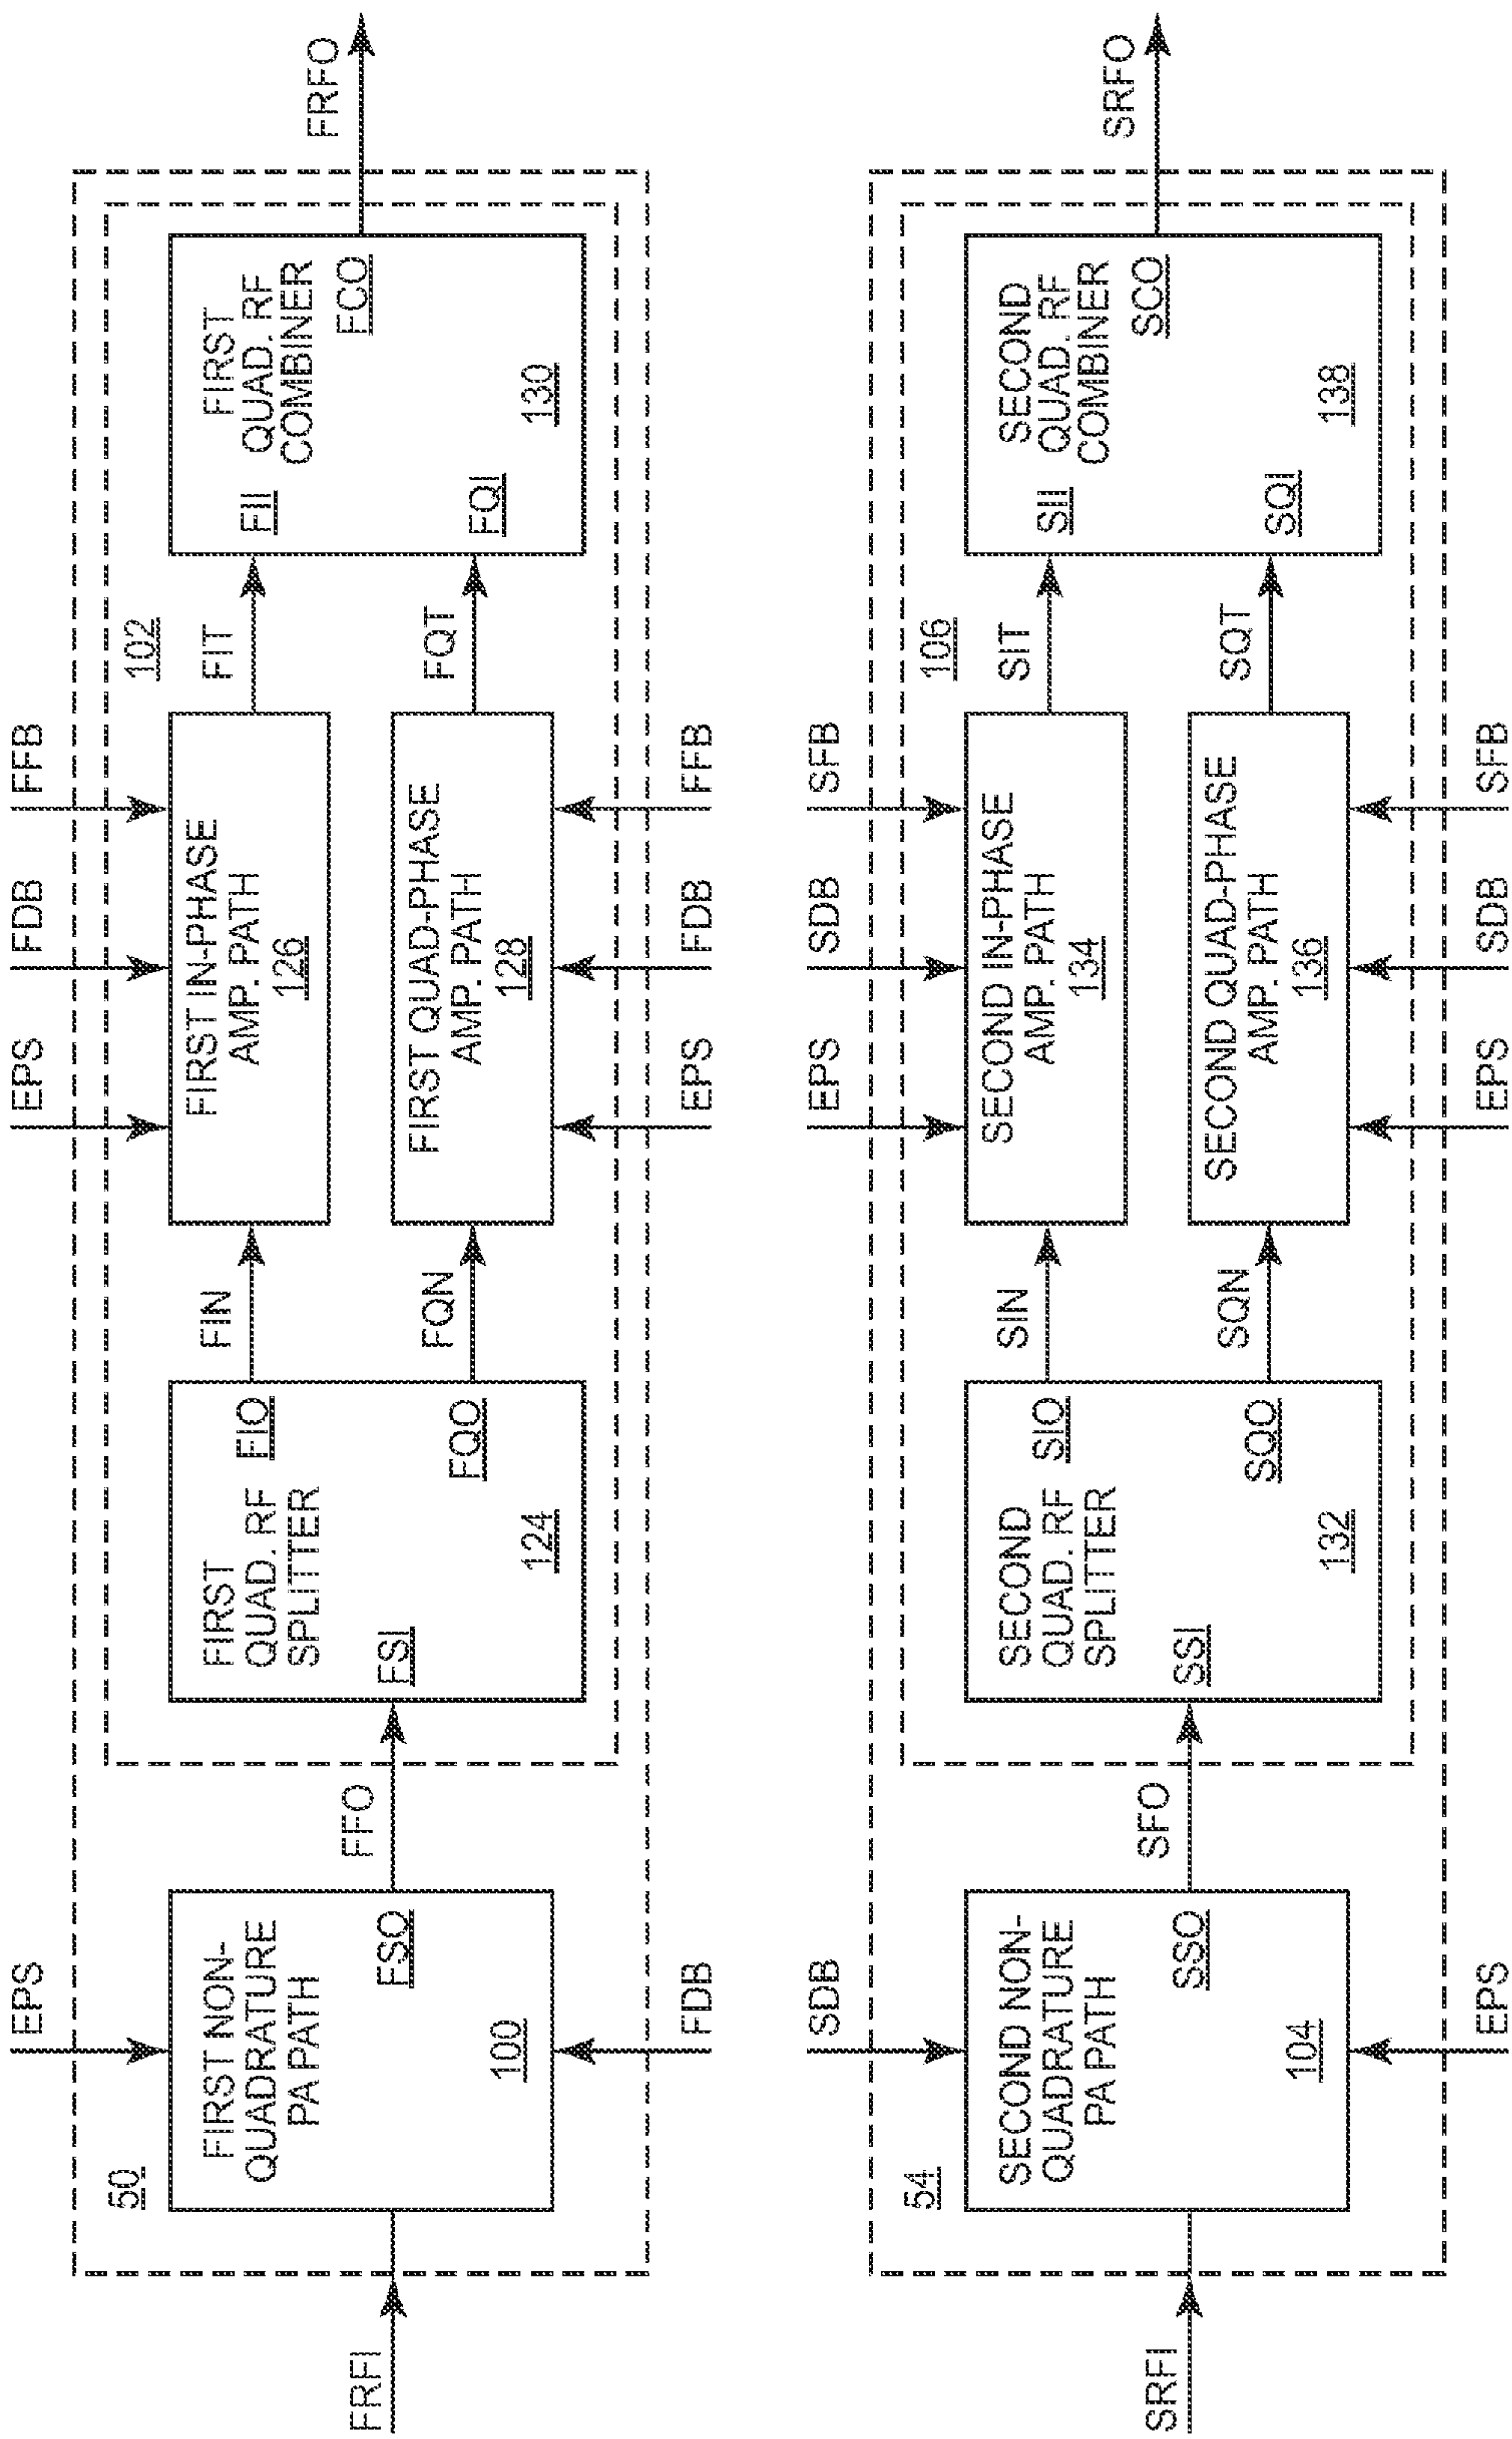 FRFI
50
EPS
FIRST NON-
QUADRATURE
PA PATH
FSO
100
FDB
FFO
FIRST
QUAD. RF
SPLITTER
FIO
FSI
FQO
124
FIN
FQN
EPS
FDB
FFB
FIRST IN-PHASE
AMP. PATH
126
FIRST QUAD-PHASE
AMP. PATH
128
EPS
FDB
FFB
102
FIT
FQT
FIRST
QUAD. RF
COMBINER
FII
FCO
FQI
130
FRFO
SRFI
54
SDB
SECOND NON-
QUADRATURE
PA PATH
SSO
104
EPS
SFO
SECOND
QUAD. RF
SPLITTER
SIO
SSI
SQO
132
SIN
SQN
EPS
SDB
SFB
SECOND IN-PHASE
AMP. PATH
134
SECOND QUAD-PHASE
AMP. PATH
136
EPS
SDB
SFB
106
SIT
SQT
SECOND
QUAD. RF
COMBINER
SII
SCO
SQI
138
SRFO